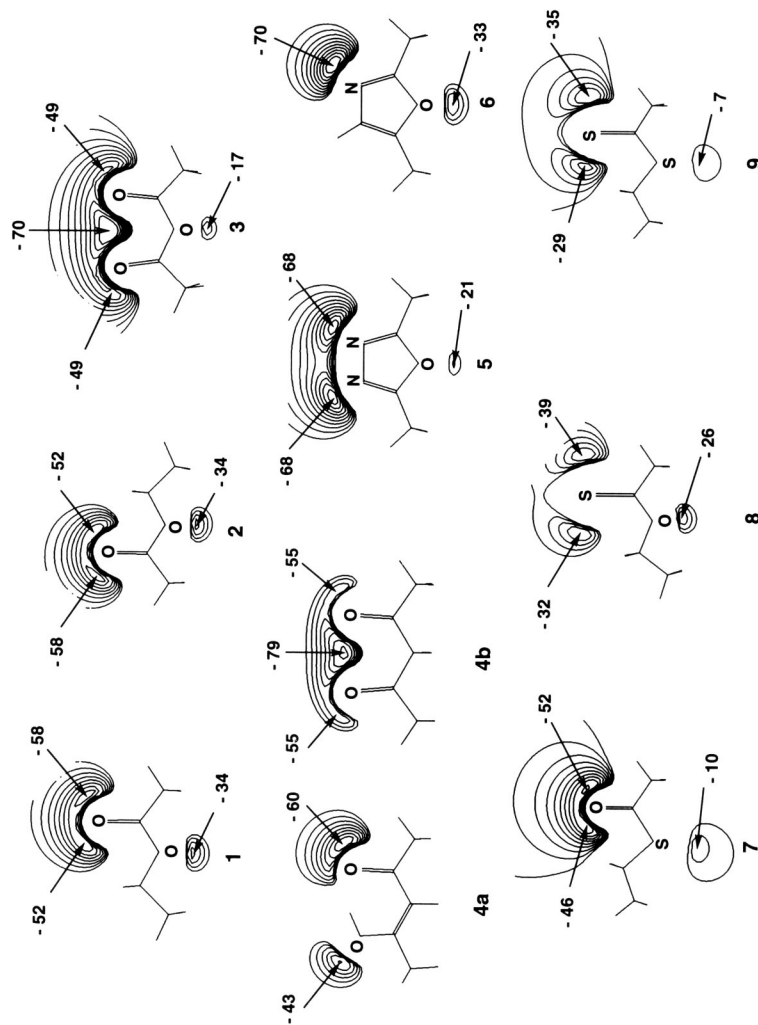 - 58
- 52
O
O
- 34
1
- 52
- 58
O
O
- 34
2
- 70
- 49
- 49
O
O
O
- 17
3
- 60
- 43
O
O
4a
- 79
- 55
- 55
O
O
4b
- 68
- 68
N
N
O
- 21
5
- 70
N
O
- 33
6
- 52
- 46
O
S
- 10
7
- 39
- 32
S
O
- 26
8
- 35
- 29
S
S
- 7
9